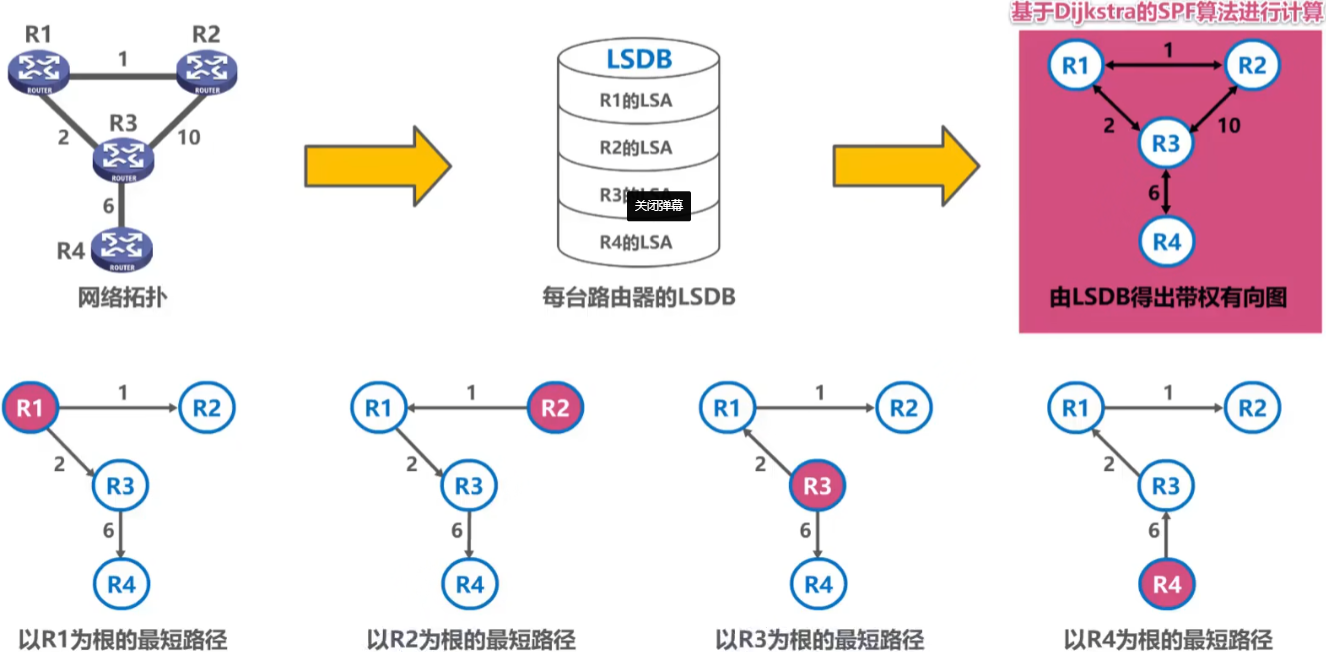 基于Dijkstra的SPF算法进行计算
R1
R2
1
ROUTER
ROUTER
R3
2
10
ROUTER
6
R4
ROUTER
网络拓扑
LSDB
R1的LSA
R2的LSA
R3的LSA
关闭弹幕
R4的LSA
每台路由器的LSDB
R1
1
R2
2
R3
10
6
R4
由LSDB得出带权有向图
R1
1
R2
2
R3
6
R4
以R1为根的最短路径
R1
1
R2
2
R3
6
R4
以R2为根的最短路径
R1
1
R2
2
R3
6
R4
以R3为根的最短路径
R1
1
R2
2
R3
6
R4
以R4为根的最短路径